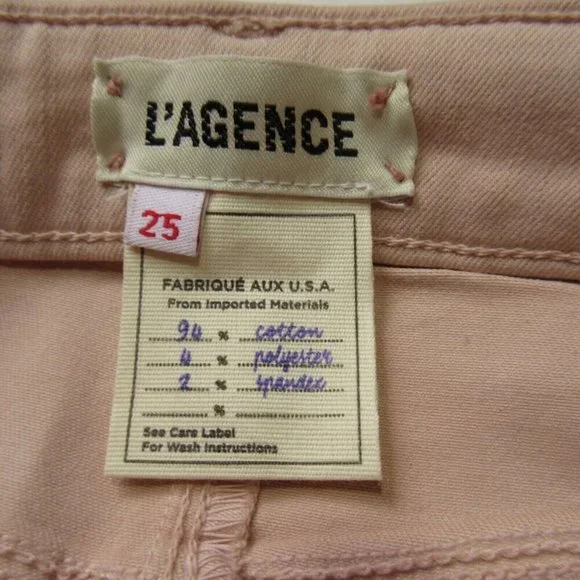 L'AGENCE
25
FABRIQUÉ AUX U.S.A.
From Imported Materials
94 % cotton
4 % polyester
2 % spandex
%
See Care Label
For Wash Instructions